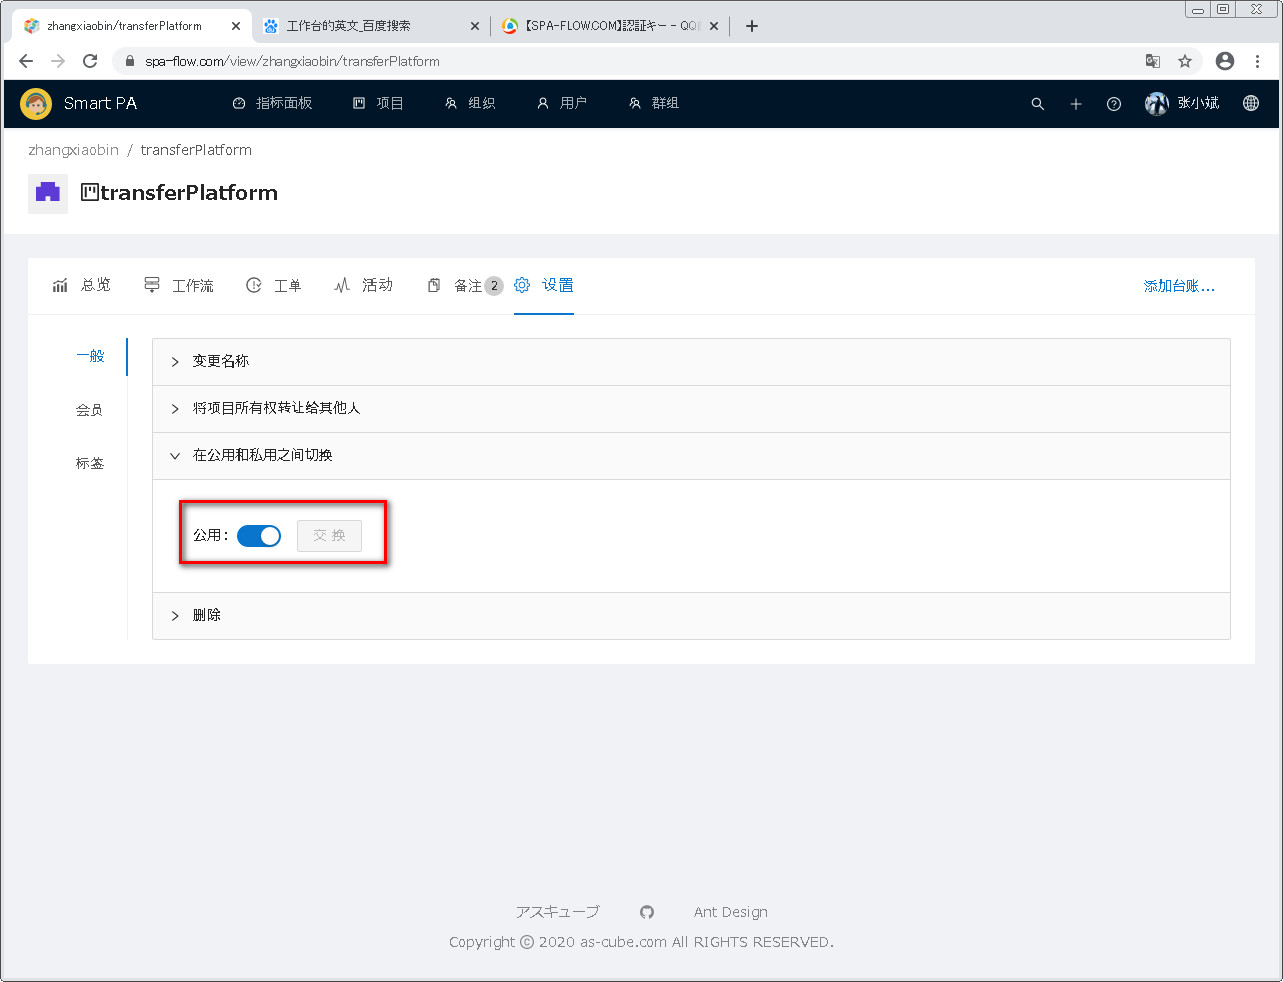 zhangxiaobin/transferPlatform
工作台的英文_百度搜索
【SPA-FLOW.COM】認証キー - QQ
spa-flow.com/view/zhangxiaobin/transferPlatform
Smart PA
指标面板
项目
组织
用户
群组
张小斌
zhangxiaobin / transferPlatform
transferPlatform
总览
工作流
工单
活动
备注 2
设置
添加台账...
一般
会员
标签
变更名称
将项目所有权转让给其他人
在公用和私用之间切换
公用：
交 换
删除
アスキューブ
Ant Design
Copyright © 2020 as-cube.com All RIGHTS RESERVED.